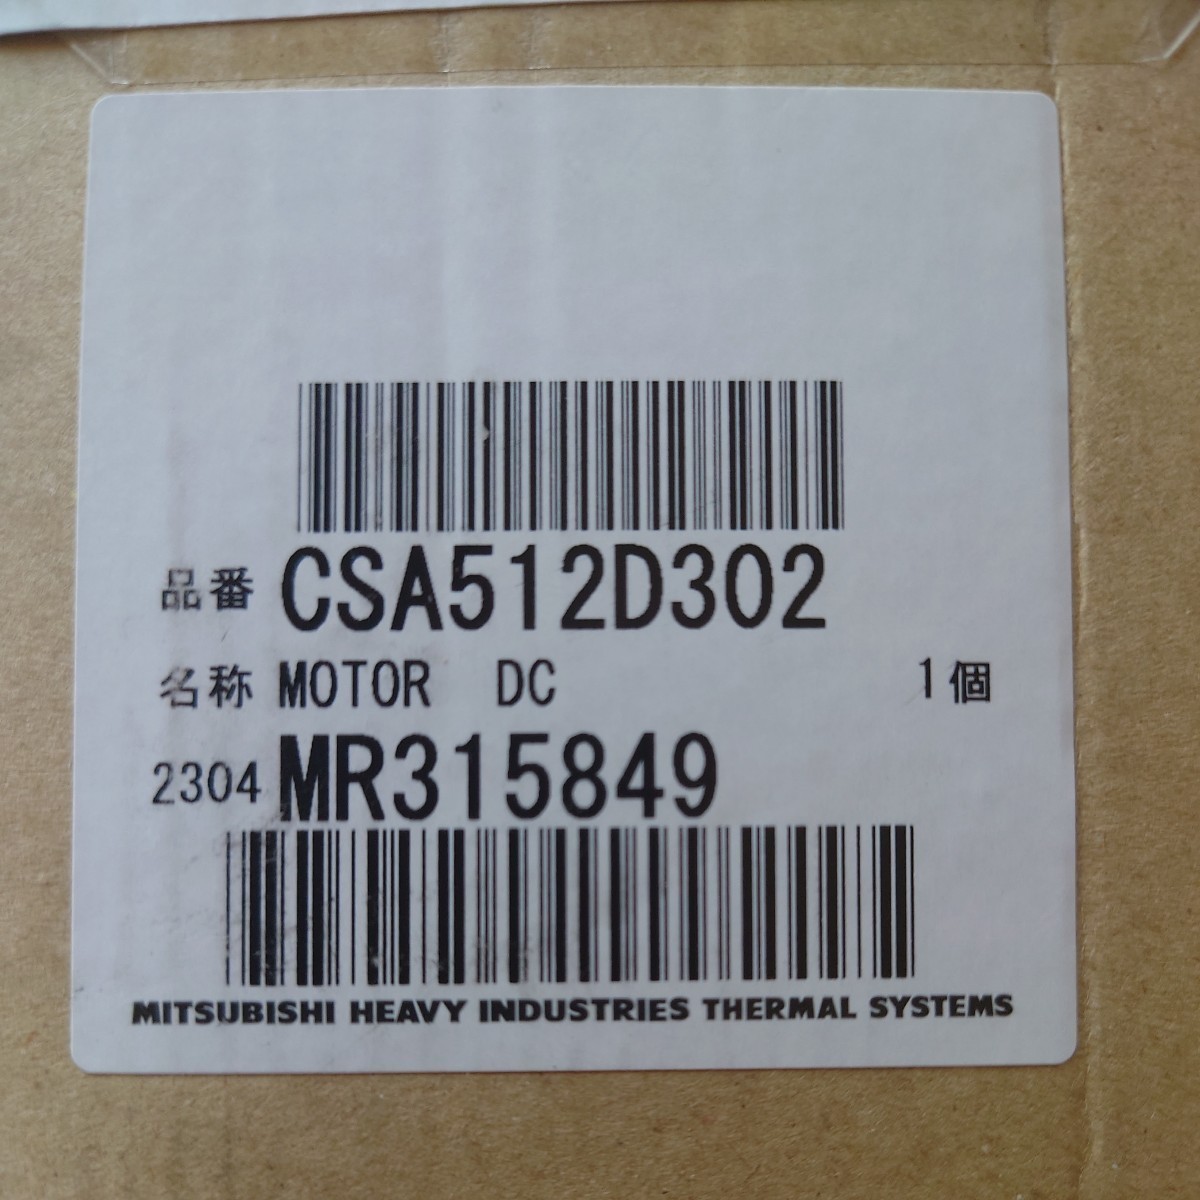 品番 CSA512D302
名称 MOTOR DC 1個
2304 MR315849
MITSUBISHI HEAVY INDUSTRIES THERMAL SYSTEMS